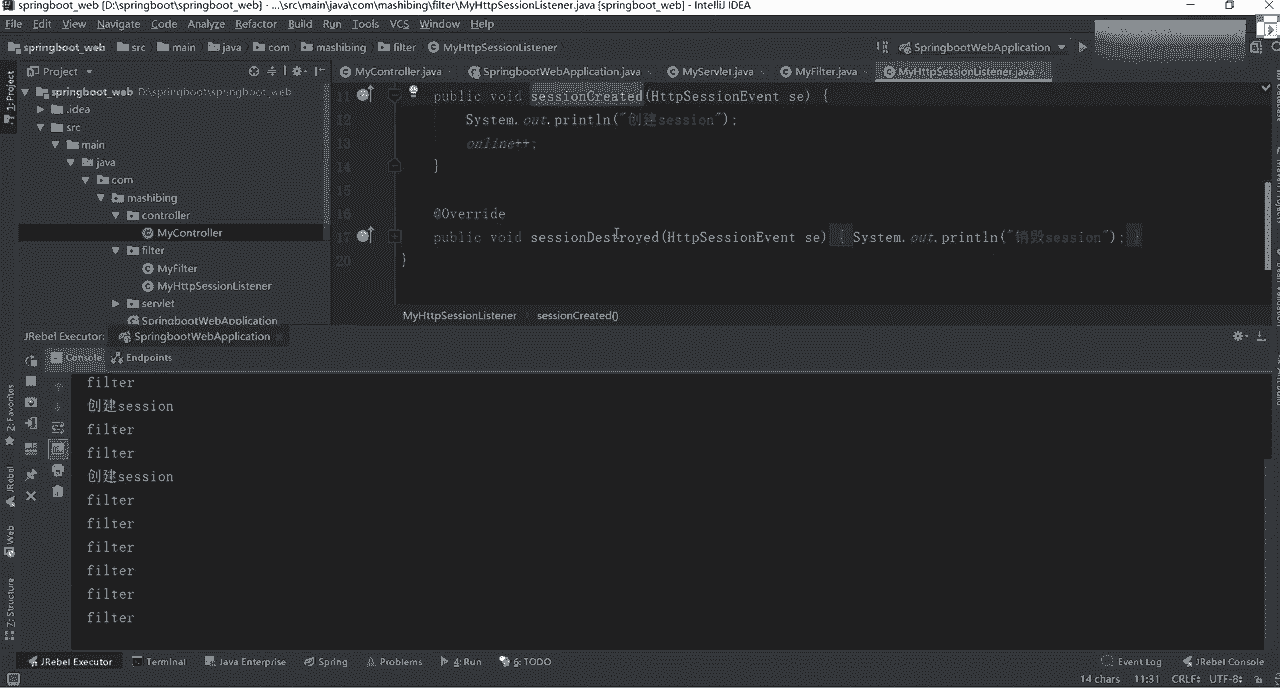 springboot_web [D:\springboot\springboot_web] - ...\src\main\java\com\mashibing\filter\MyHttpSessionListener.java [springboot_web] - IntelliJ IDEA
File Edit View Navigate Code Analyze Refactor Build Run Tools VCS Window Help
springboot_web src main java com mashibing filter MyHttpSessionListener SpringbootWebApplication
Project MyController.java SpringbootWebApplication.java MyServlet.java MyFilter.java MyHttpSessionListener.java
1: Project
springboot_web D:\springboot\springboot_web
.idea
src
main
java
com
mashibing
controller
MyController
filter
MyFilter
MyHttpSessionListener
servlet
SpringbootWebApplication
11 public void sessionCreated(HttpSessionEvent se) {
12 System.out.println("创建session");
13 online++;
14 }
15
16 @Override
17 public void sessionDestroyed(HttpSessionEvent se) { System.out.println("销毁session"); }
20 }
MyHttpSessionListener sessionCreated()
JRebel Executor: SpringbootWebApplication
Console Endpoints
filter
创建session
filter
filter
创建session
filter
filter
filter
filter
filter
filter
2: Favorites
JRebel
Web
Z: Structure
JRebel Executor Terminal Java Enterprise Spring Problems 4: Run 6: TODO Event Log JRebel Console
14 chars 11:31 CRLF UTF-8